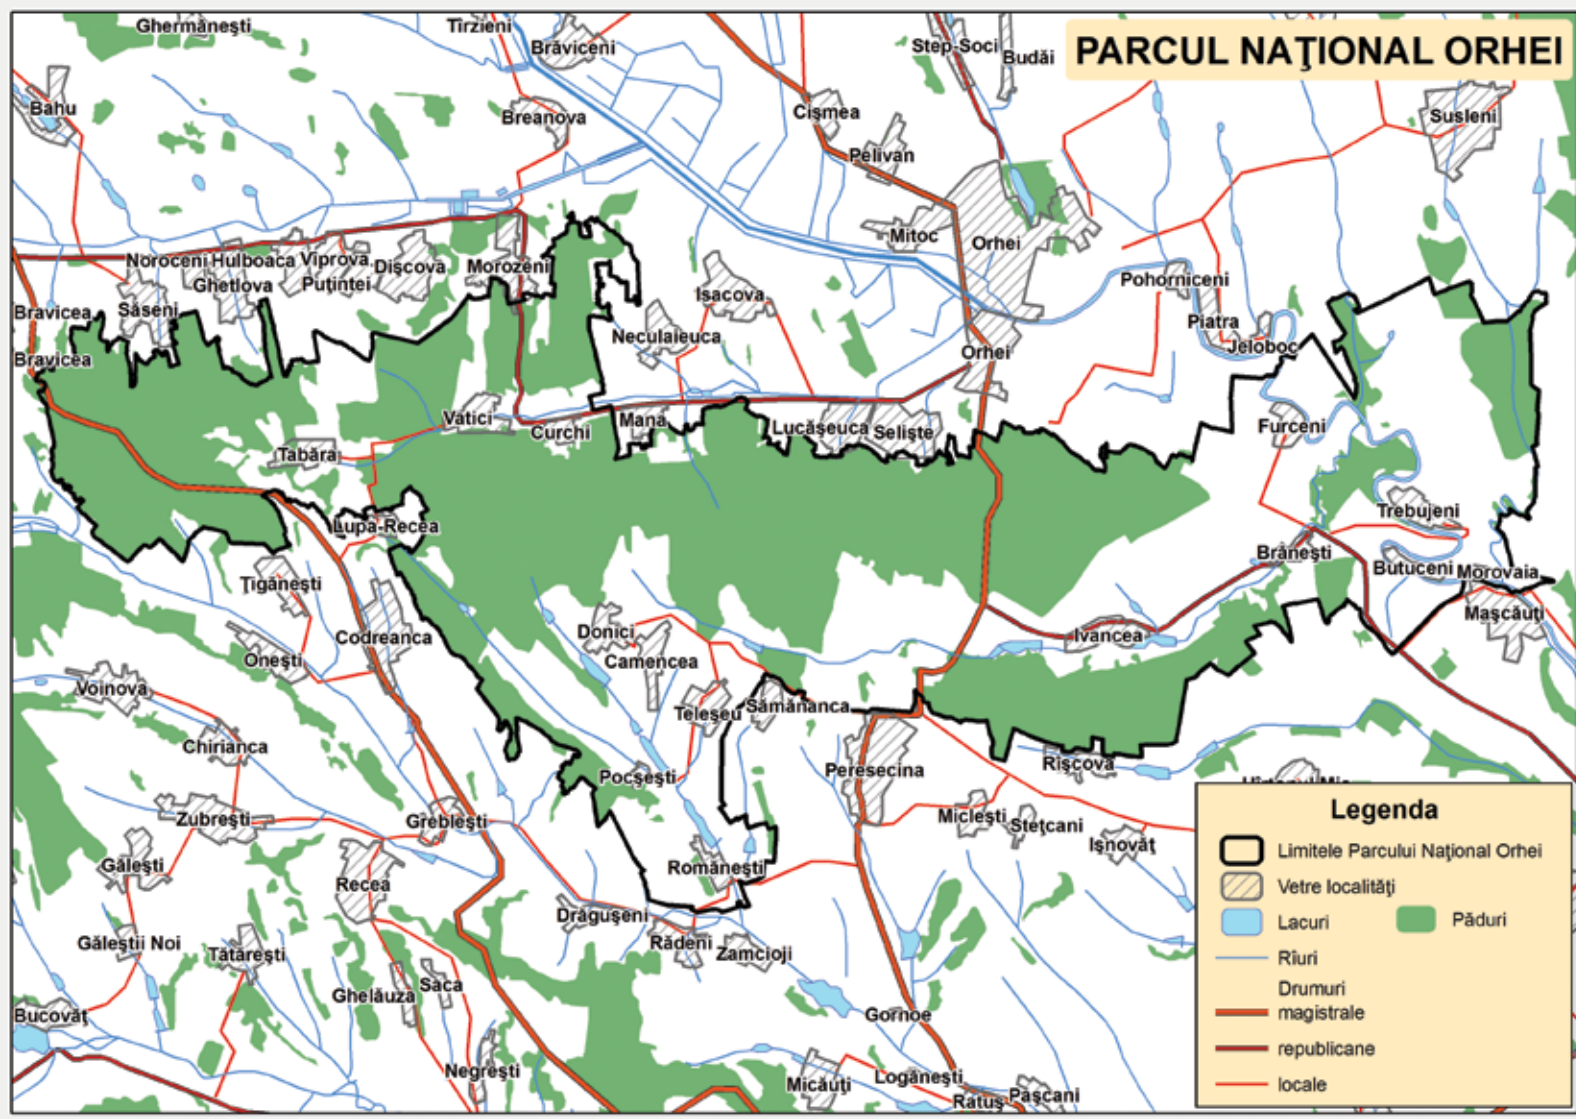 Ghermăneşti
Tirzieni
Brăviceni
Step-Soci
Budăi
PARCUL NAŢIONAL ORHEI
Bahu
Breanova
Cişmea
Susleni
Pelivan
Mitoc
Orhei
Noroceni
Hulboaca
Viprova
Dişcova
Morozeni
Ghetlova
Puţintei
Isacova
Pohorniceni
Bravicea
Săseni
Neculaieuca
Piatra
Jeloboc
Bravicea
Orhei
Vatici
Curchi
Mana
Lucăşeuca
Selişte
Furceni
Tabăra
Lupa-Recea
Trebujeni
Brăneşti
Butuceni
Morovaia
Ţigăneşti
Maşcăuţi
Codreanca
Donici
Ivancea
Oneşti
Camencea
Voinova
Teleşeu
Sămănanca
Chirianca
Pocşeşti
Peresecina
Rişcova
Zubreşti
Grebleşti
Micleşti
Steţcani
Işnovăţ
Găleşti
Recea
Româneşti
Drăguşeni
Găleştii Noi
Tătăreşti
Rădeni
Zamcioji
Ghelăuza
Saca
Bucovăţ
Gornoe
Negreşti
Micăuţi
Logăneşti
Ratuş
Paşcani
Legenda
Limitele Parcului Naţional Orhei
Vetre localităţi
Lacuri
Păduri
Rîuri
Drumuri
magistrale
republicane
locale